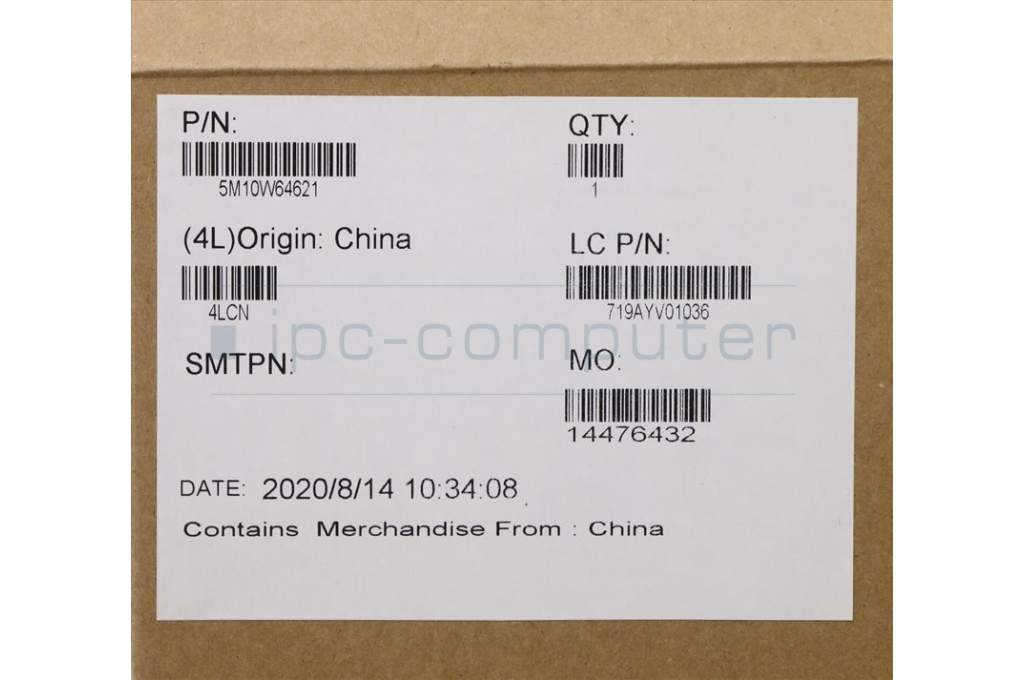 P/N:
5M10W64621
QTY:
1
(4L)Origin: China
4LCN
LC P/N:
719AYV01036
ipc-computer
SMTPN:
MO:
14476432
DATE: 2020/8/14 10:34:08
Contains Merchandise From : China